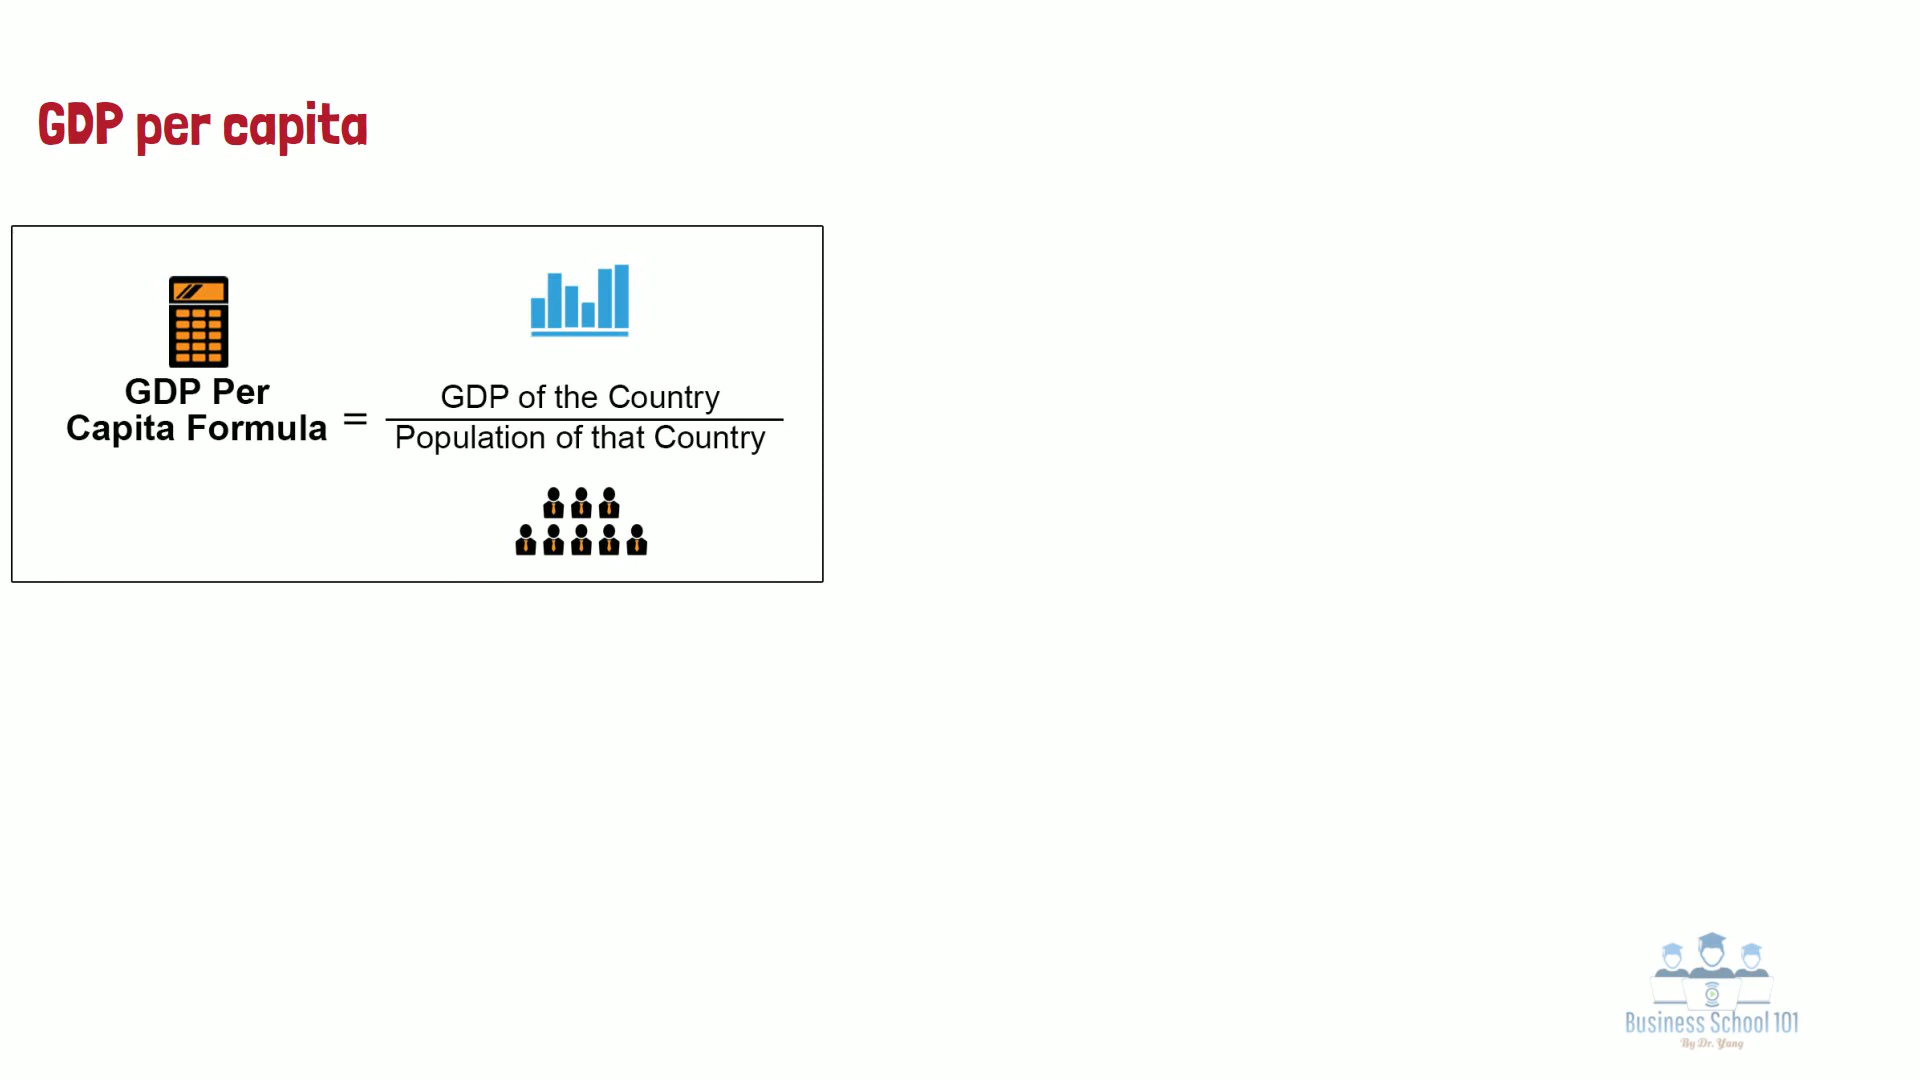 GDP per capita
GDP Per
Capita Formula
=
GDP of the Country
Population of that Country
Business School 101
By Dr. Yang